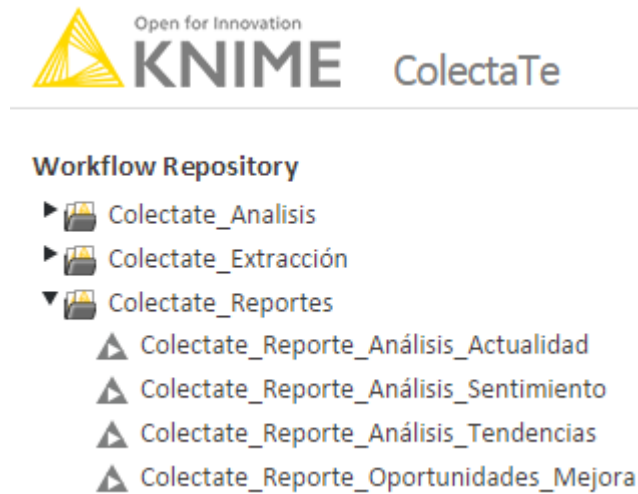 Open for Innovation
KNIME ColectaTe
Workflow Repository
Colectate_Analisis
Colectate_Extracción
Colectate_Reportes
Colectate_Reporte_Análisis_Actualidad
Colectate_Reporte_Análisis_Sentimiento
Colectate_Reporte_Análisis_Tendencias
Colectate_Reporte_Oportunidades_Mejora